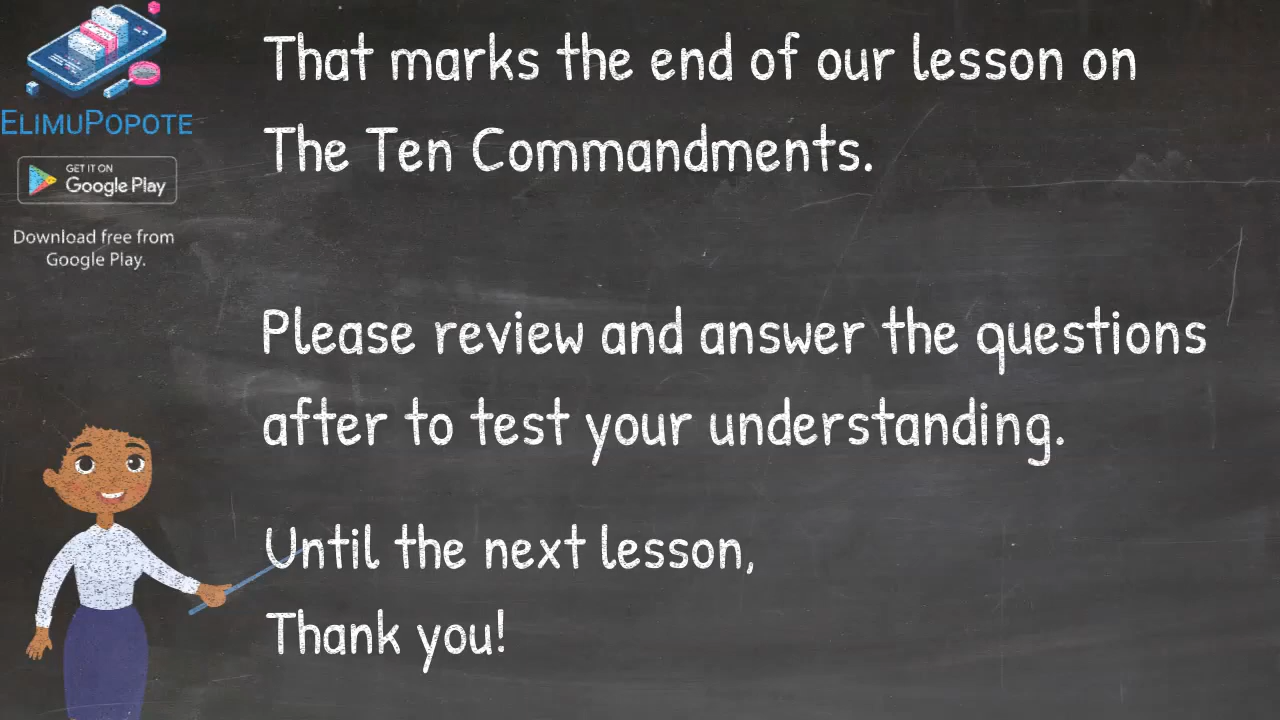 ELIMUPOPOTE
GET IT ON
Google Play
Download free from
Google Play.
That marks the end of our lesson on
The Ten Commandments.
Please review and answer the questions
after to test your understanding.
Until the next lesson,
Thank you!